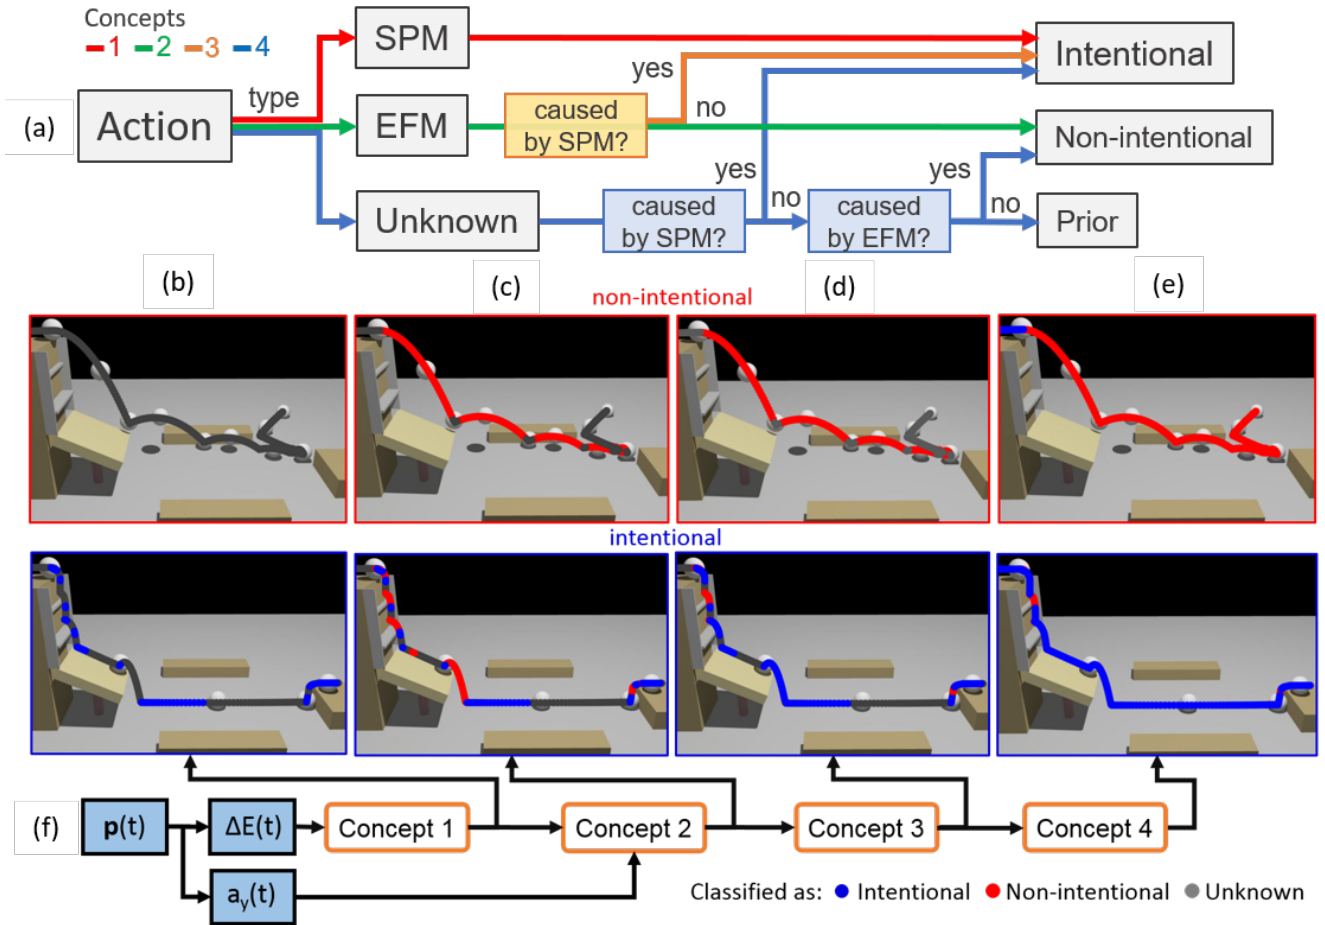 Concepts
1 2 3 4
(a)
Action
type
SPM
EFM
Unknown
caused
by SPM?
yes
no
caused
by SPM?
yes
no
caused
by EFM?
yes
no
Intentional
Non-intentional
Prior
(b)
(c)
(d)
(e)
non-intentional
intentional
(f)
p(t)
ΔE(t)
Concept 1
Concept 2
Concept 3
Concept 4
ay(t)
Classified as: Intentional Non-intentional Unknown